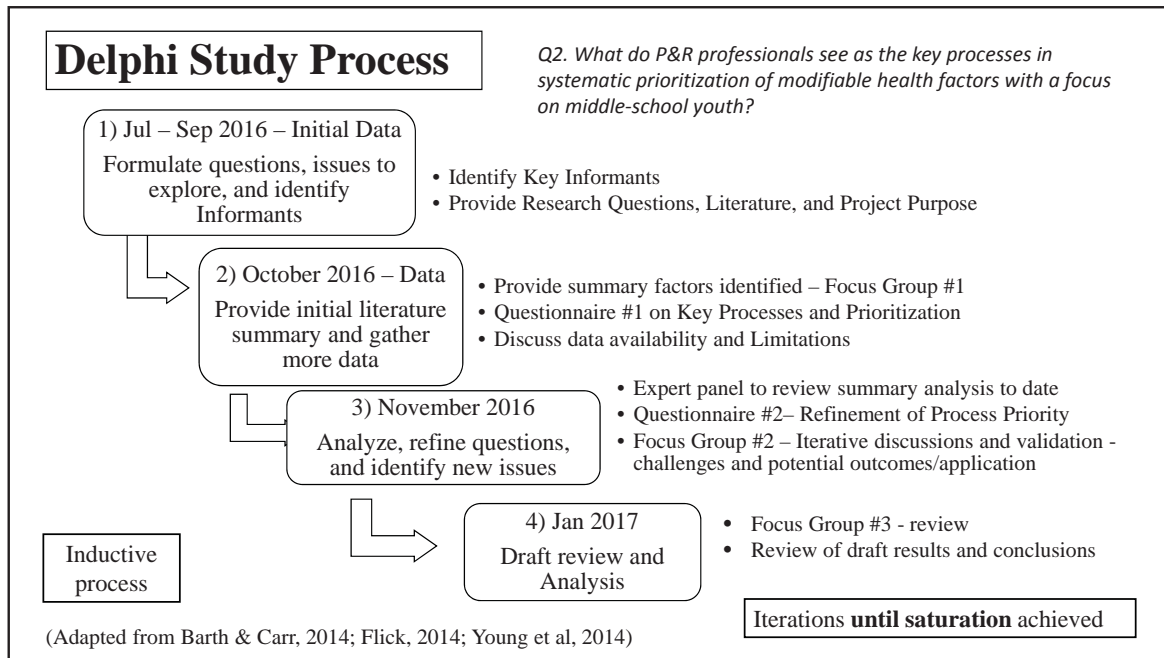 Delphi Study Process
Q2. What do P&R professionals see as the key processes in
systematic prioritization of modifiable health factors with a focus
on middle-school youth?
1) Jul – Sep 2016 – Initial Data
Formulate questions, issues to
explore, and identify
Informants
• Identify Key Informants
• Provide Research Questions, Literature, and Project Purpose
2) October 2016 – Data
Provide initial literature
summary and gather
more data
• Provide summary factors identified – Focus Group #1
• Questionnaire #1 on Key Processes and Prioritization
• Discuss data availability and Limitations
3) November 2016
Analyze, refine questions,
and identify new issues
• Expert panel to review summary analysis to date
• Questionnaire #2– Refinement of Process Priority
• Focus Group #2 – Iterative discussions and validation -
challenges and potential outcomes/application
4) Jan 2017
Draft review and
Analysis
• Focus Group #3 - review
• Review of draft results and conclusions
Inductive
process
Iterations until saturation achieved
(Adapted from Barth & Carr, 2014; Flick, 2014; Young et al, 2014)